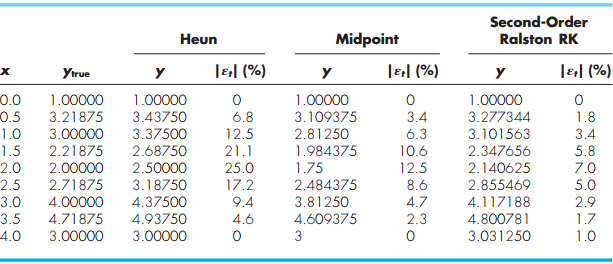 Second-Order
Heun Midpoint Ralston RK
x ytrue y |εt| (%) y |εt| (%) y |εt| (%)
0.0 1.00000 1.00000 0 1.00000 0 1.00000 0
0.5 3.21875 3.43750 6.8 3.109375 3.4 3.277344 1.8
1.0 3.00000 3.37500 12.5 2.81250 6.3 3.101563 3.4
1.5 2.21875 2.68750 21.1 1.984375 10.6 2.347656 5.8
2.0 2.00000 2.50000 25.0 1.75 12.5 2.140625 7.0
2.5 2.71875 3.18750 17.2 2.484375 8.6 2.855469 5.0
3.0 4.00000 4.37500 9.4 3.81250 4.7 4.117188 2.9
3.5 4.71875 4.93750 4.6 4.609375 2.3 4.800781 1.7
4.0 3.00000 3.00000 0 3 0 3.031250 1.0